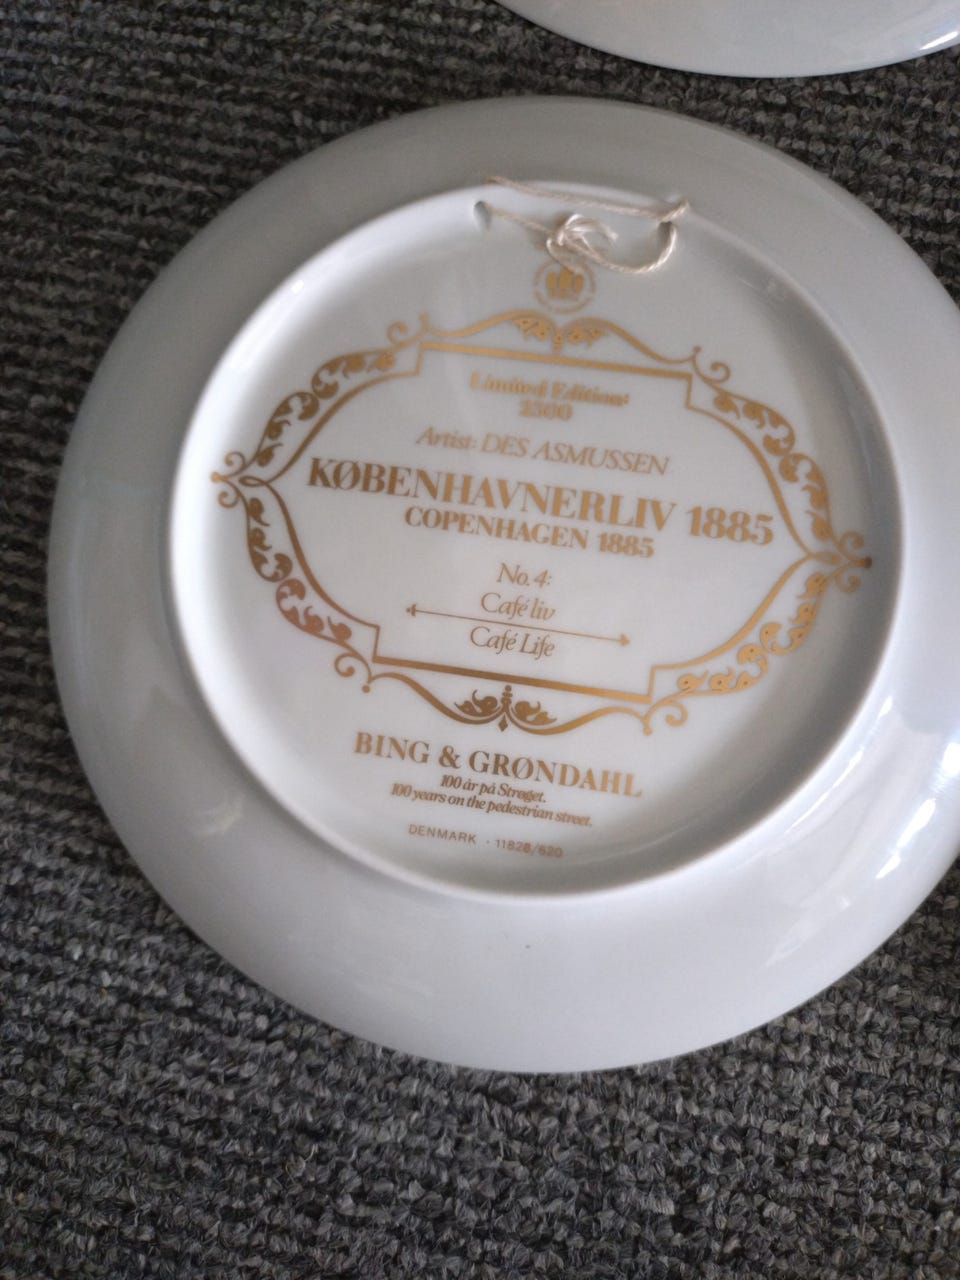 Limited Edition:
2500
Artist: DES ASMUSSEN
KØBENHAVNERLIV 1885
COPENHAGEN 1885
No. 4:
Café liv
Café Life
BING & GRØNDAHL
100 år på Strøget.
100 years on the pedestrian street.
DENMARK · 11828/620